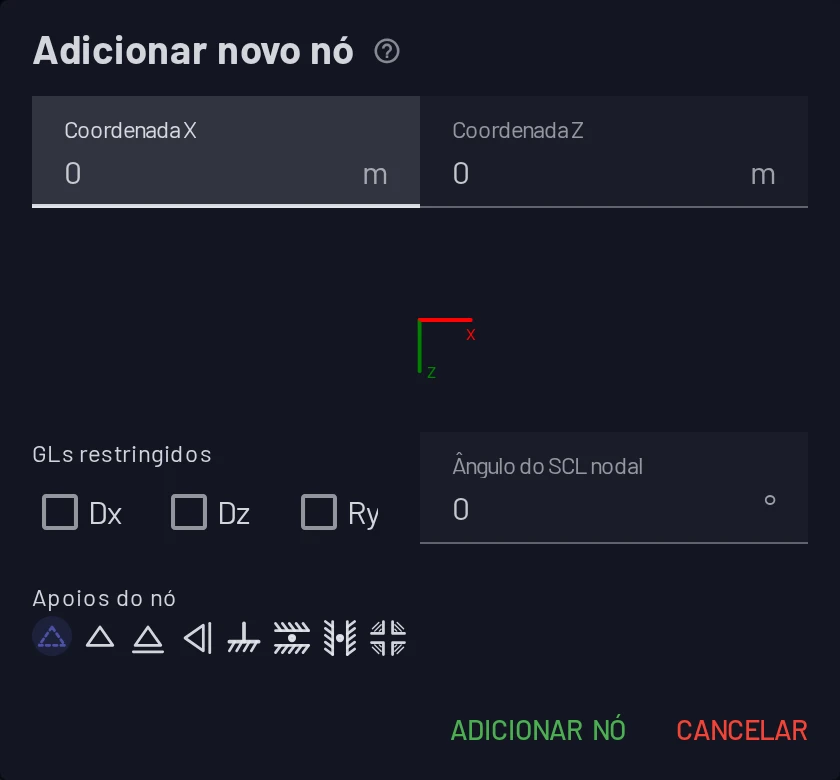 Adicionar novo nó
Coordenada X
0 m
Coordenada Z
0 m
x
z
GLs restringidos
Dx Dz Ry
Ângulo do SCL nodal
0 °
Apoios do nó
ADICIONAR NÓ CANCELAR